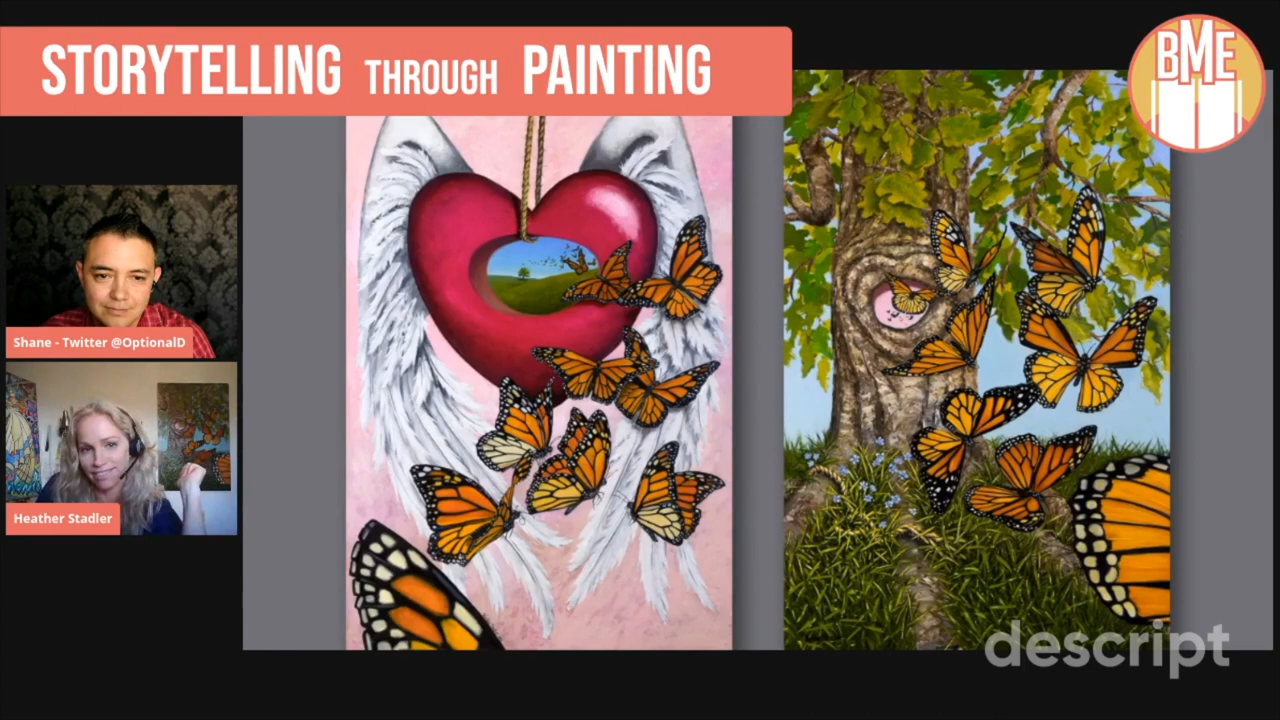 STORYTELLING THROUGH PAINTING
BME
Shane - Twitter @OptionalD
Heather Stadler
descript